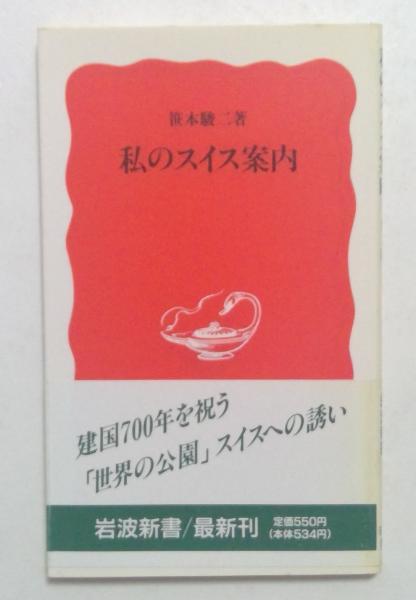 笹本駿二著
私のスイス案内
建国700年を祝う
「世界の公園」スイスへの誘い
岩波新書/最新刊
定価550円
(本体534円)